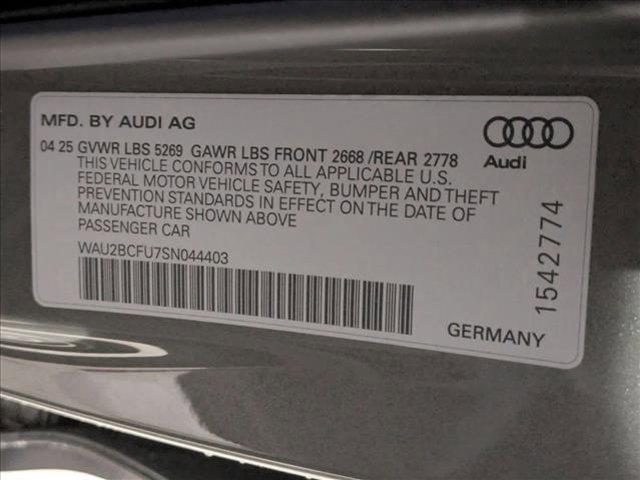 MFD. BY AUDI AG
04 25 GVWR LBS 5269 GAWR LBS FRONT 2668 /REAR 2778
THIS VEHICLE CONFORMS TO ALL APPLICABLE U.S.
FEDERAL MOTOR VEHICLE SAFETY, BUMPER AND THEFT
PREVENTION STANDARDS IN EFFECT ON THE DATE OF
MANUFACTURE SHOWN ABOVE
PASSENGER CAR
WAU2BCFU7SN044403
Audi
1542774
GERMANY